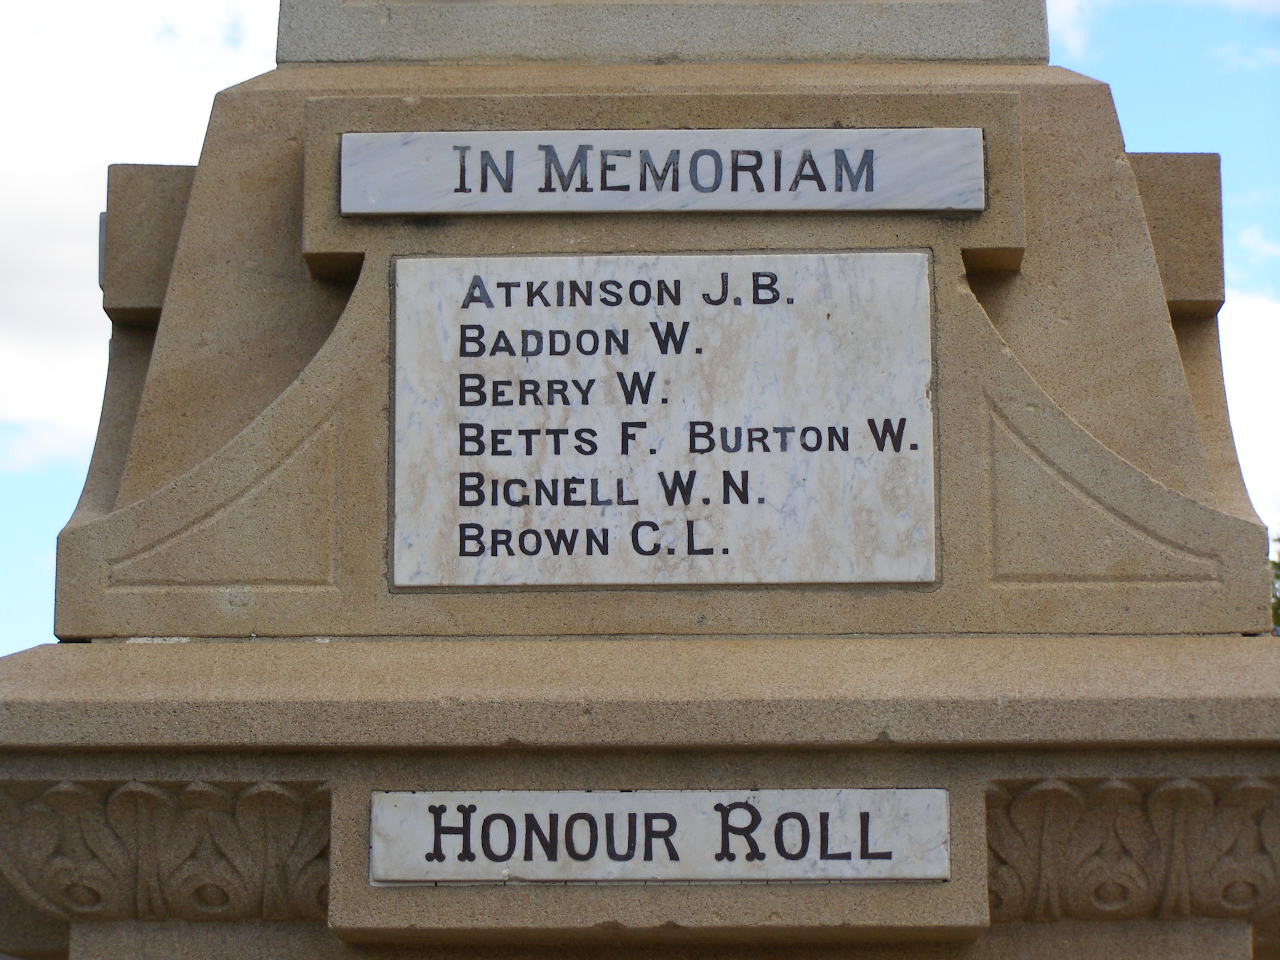 IN MEMORIAM
ATKINSON J.B.
BADDON W.
BERRY W.
BETTS F. BURTON W.
BIGNELL W.N.
BROWN C.L.
HONOUR ROLL